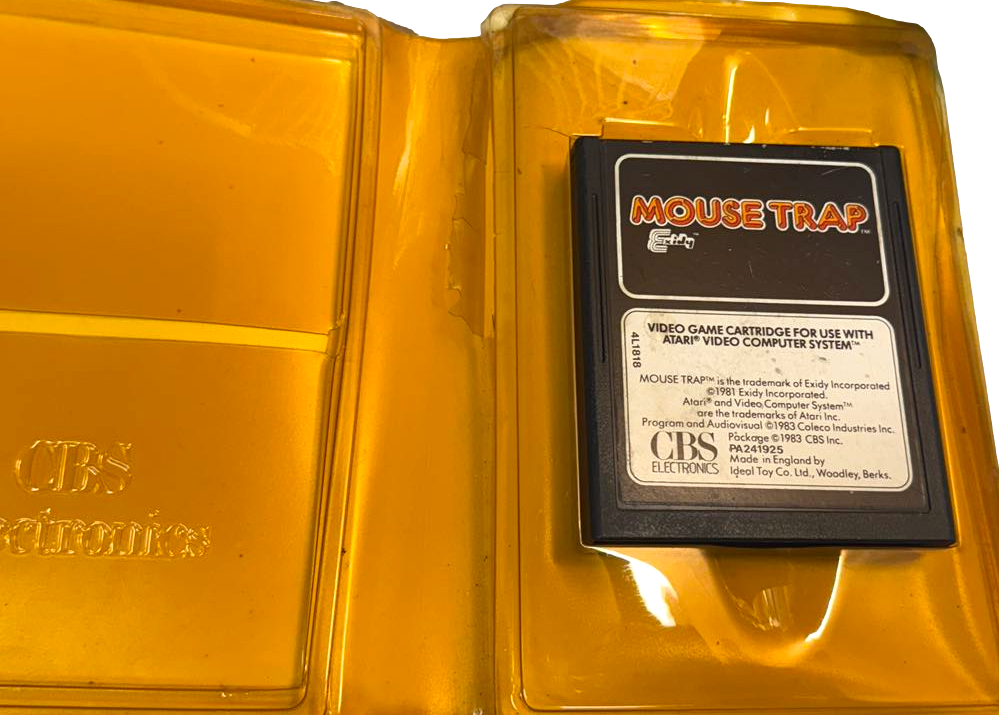 MOUSE TRAP™
Exidy™
VIDEO GAME CARTRIDGE FOR USE WITH
ATARI® VIDEO COMPUTER SYSTEM™
4L1818
MOUSE TRAP™ is the trademark of Exidy Incorporated
©1981 Exidy Incorporated.
Atari® and Video Computer System™
are the trademarks of Atari Inc.
Program and Audiovisual ©1983 Coleco Industries Inc.
Package ©1983 CBS Inc.
PA241925
Made in England by
Ideal Toy Co. Ltd., Woodley, Berks.
CBS
ELECTRONICS
CBS
ectronics